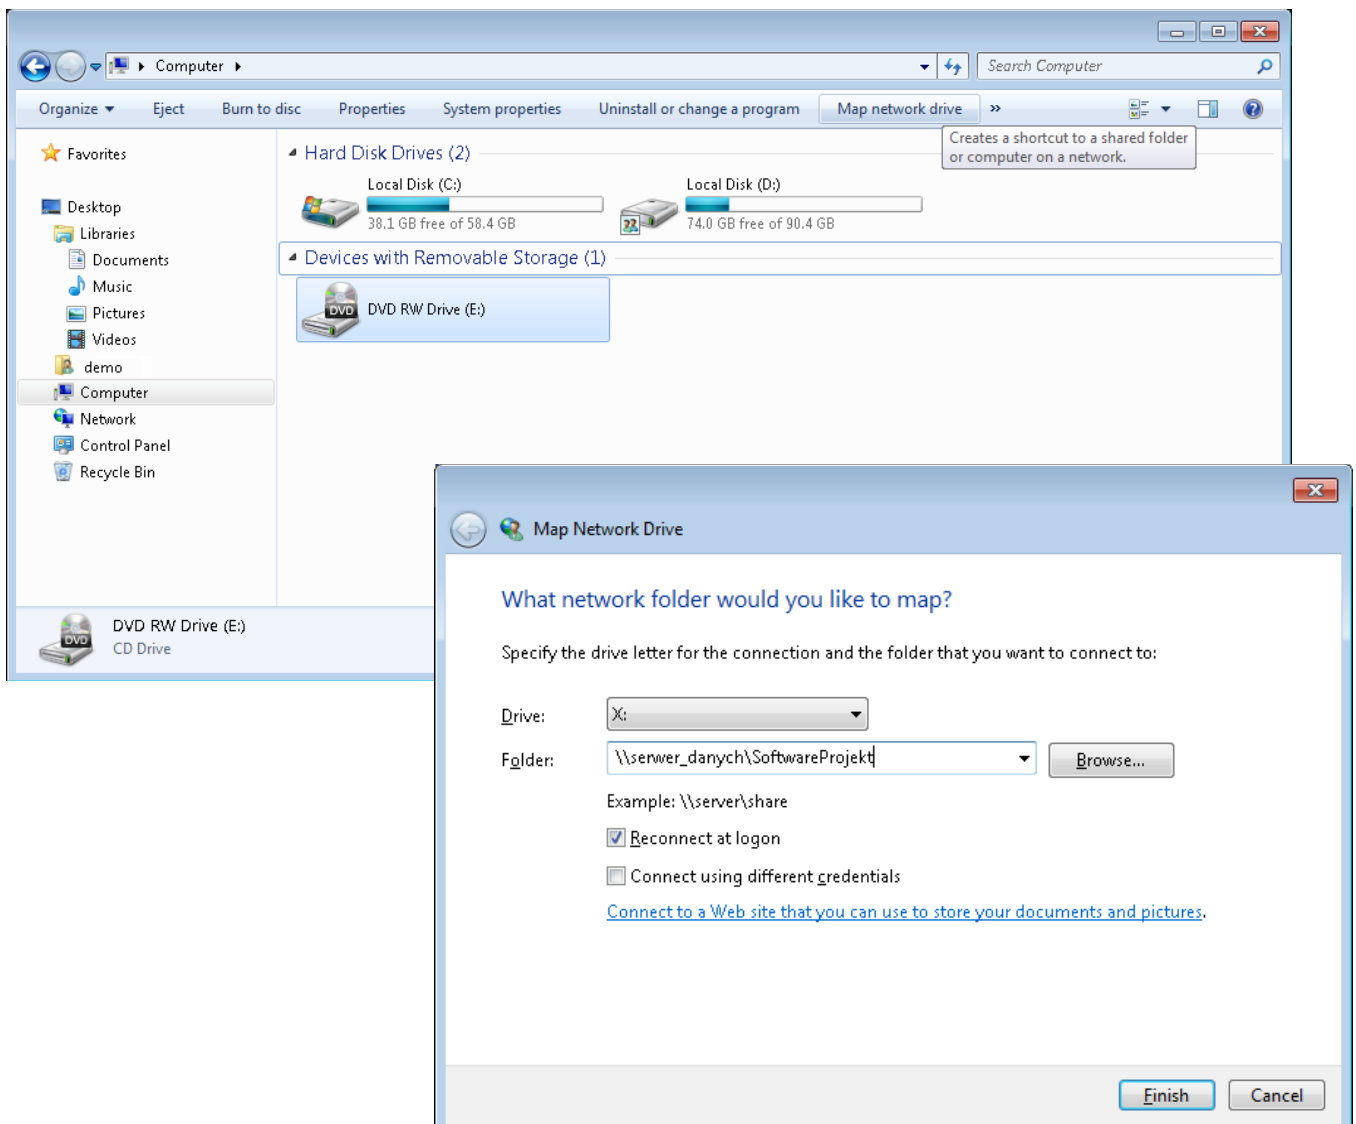 Computer
Search Computer
Organize
Eject
Burn to disc
Properties
System properties
Uninstall or change a program
Map network drive
»
Creates a shortcut to a shared folder
or computer on a network.
Favorites
Desktop
Libraries
Documents
Music
Pictures
Videos
demo
Computer
Network
Control Panel
Recycle Bin
Hard Disk Drives (2)
Local Disk (C:)
38.1 GB free of 58.4 GB
Local Disk (D:)
74.0 GB free of 90.4 GB
Devices with Removable Storage (1)
DVD
DVD RW Drive (E:)
DVD
DVD RW Drive (E:)
CD Drive
Map Network Drive
What network folder would you like to map?
Specify the drive letter for the connection and the folder that you want to connect to:
Drive:
X:
Folder:
\\serwer_danych\SoftwareProjekt
Browse...
Example: \\server\share
Reconnect at logon
Connect using different credentials
Connect to a Web site that you can use to store your documents and pictures.
Finish
Cancel